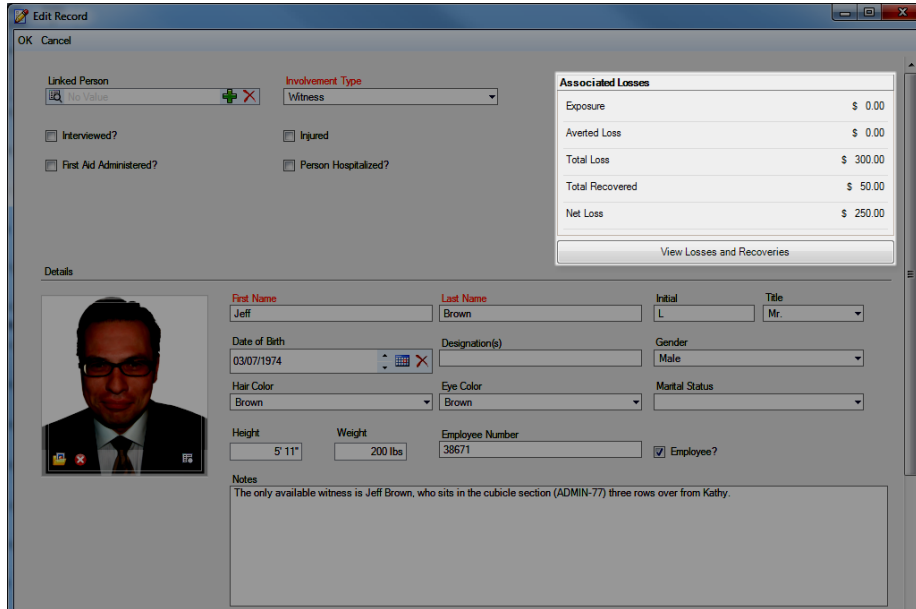 Edit Record
OK Cancel
Linked Person
No Value
Involvement Type
Witness
Interviewed?
Injured
First Aid Administered?
Person Hospitalized?
Associated Losses
Exposure $ 0.00
Averted Loss $ 0.00
Total Loss $ 300.00
Total Recovered $ 50.00
Net Loss $ 250.00
View Losses and Recoveries
Details
First Name
Jeff
Last Name
Brown
Initial
L
Title
Mr.
Date of Birth
03/07/1974
Designation(s)
Gender
Male
Hair Color
Brown
Eye Color
Brown
Marital Status
Height
5' 11"
Weight
200 lbs
Employee Number
38671
Employee?
Notes
The only available witness is Jeff Brown, who sits in the cubicle section (ADMIN-77) three rows over from Kathy.